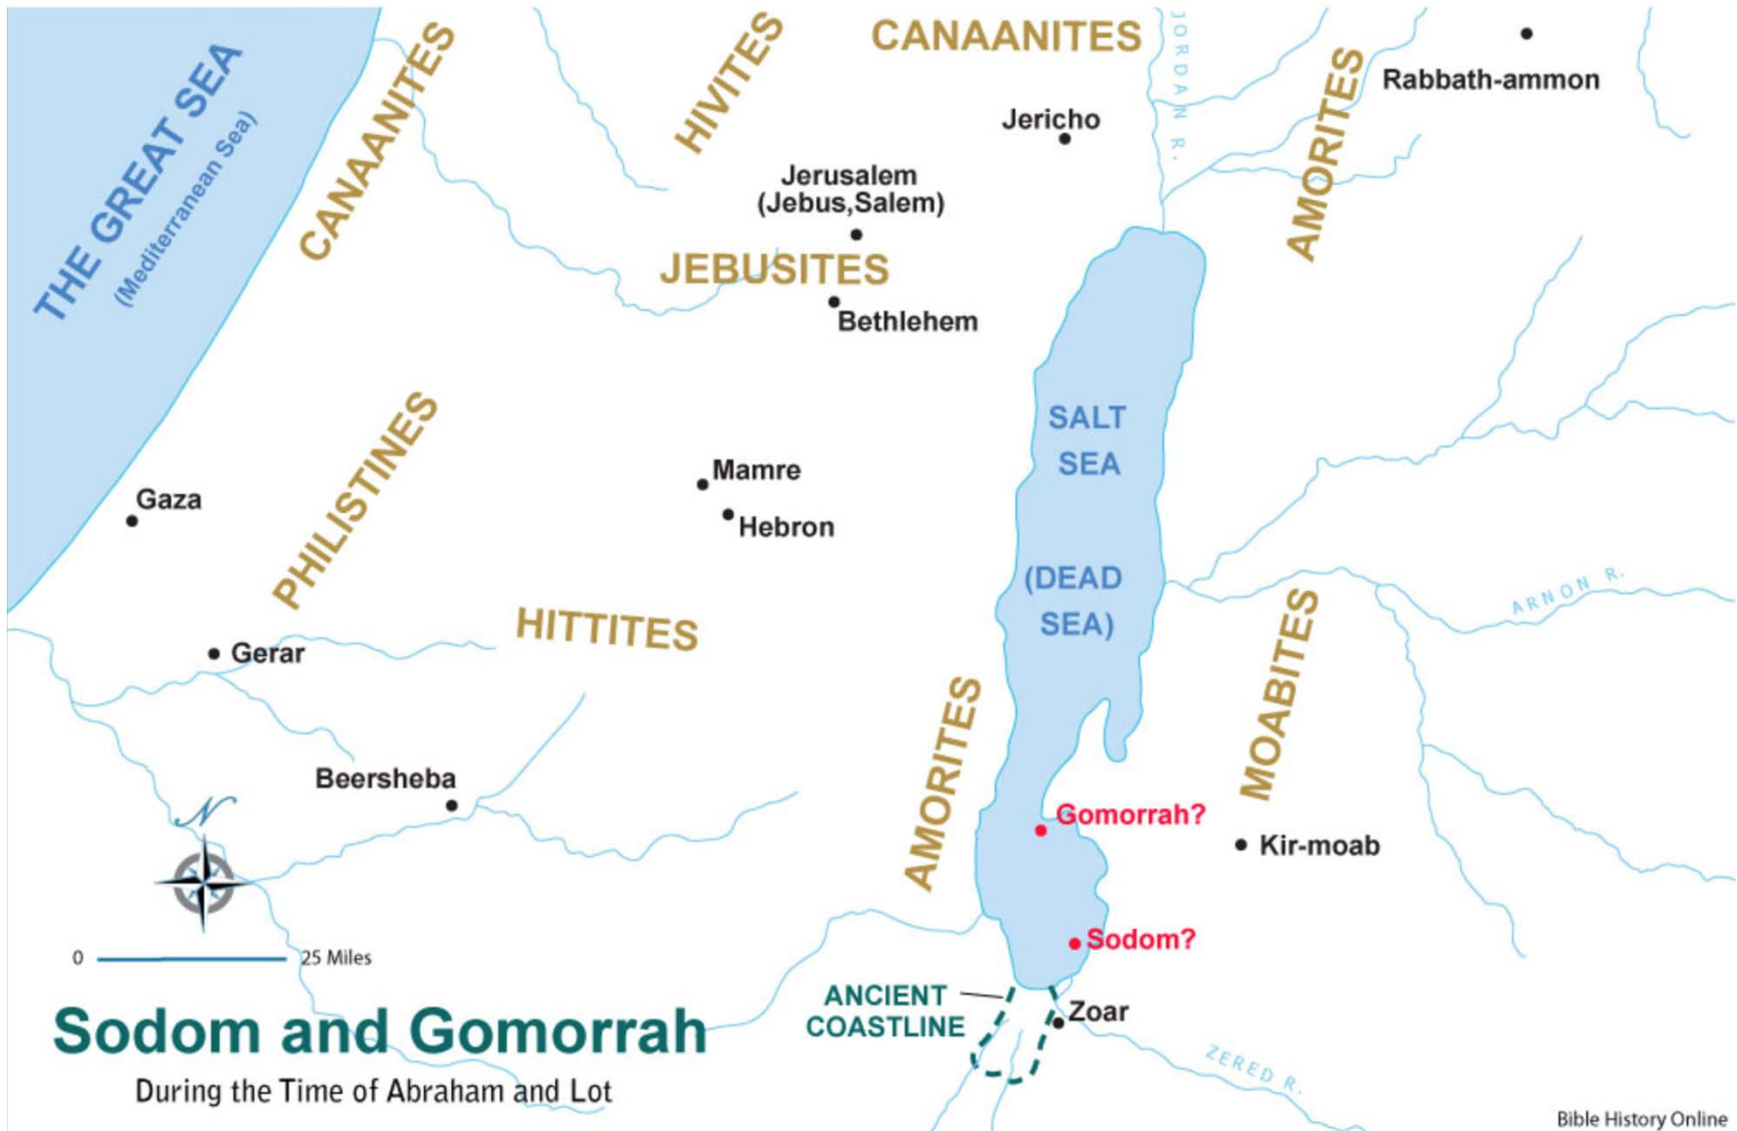 THE GREAT SEA
(Mediterranean Sea)
CANAANITES
HIVITES
CANAANITES
JORDAN R.
AMORITES
Rabbath-ammon
Jericho
Jerusalem
(Jebus,Salem)
JEBUSITES
Bethlehem
SALT
SEA
(DEAD
SEA)
Mamre
Hebron
Gaza
PHILISTINES
HITTITES
Gerar
ARNON R.
MOABITES
AMORITES
Beersheba
Gomorrah?
Kir-moab
N
Sodom?
0 25 Miles
ANCIENT
COASTLINE
Zoar
ZERED R.
Sodom and Gomorrah
During the Time of Abraham and Lot
Bible History Online